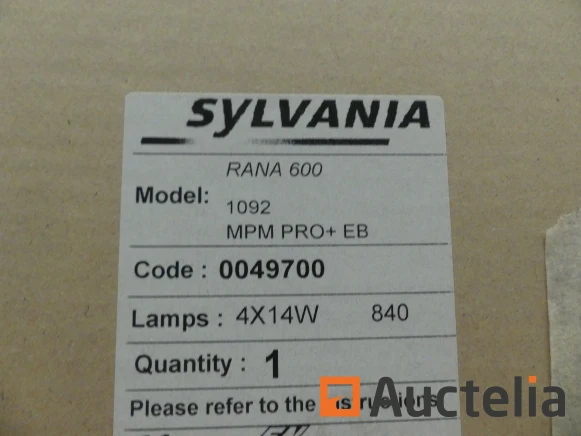 SYLVANIA
RANA 600
Model:
1092
MPM PRO+ EB
Code : 0049700
Lamps : 4X14W 840
Quantity : 1
Please refer to the instructions
Auctelia